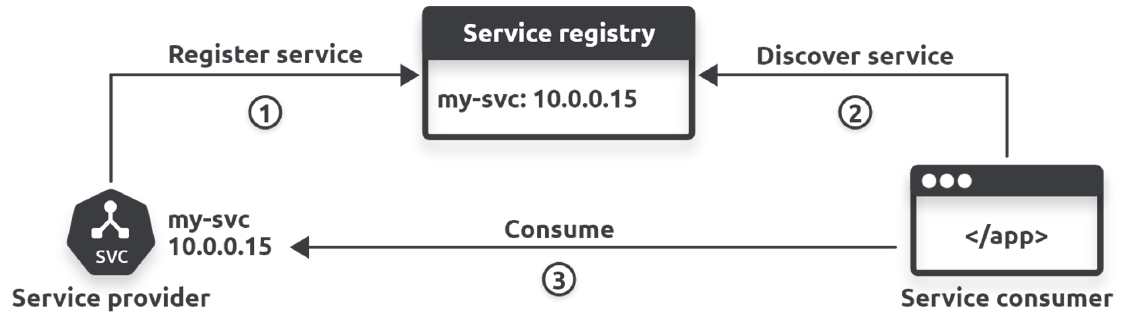 Service registry
Register service
Discover service
my-svc: 10.0.0.15
1
2
my-svc
10.0.0.15
SVC
Consume
</app>
3
Service provider
Service consumer